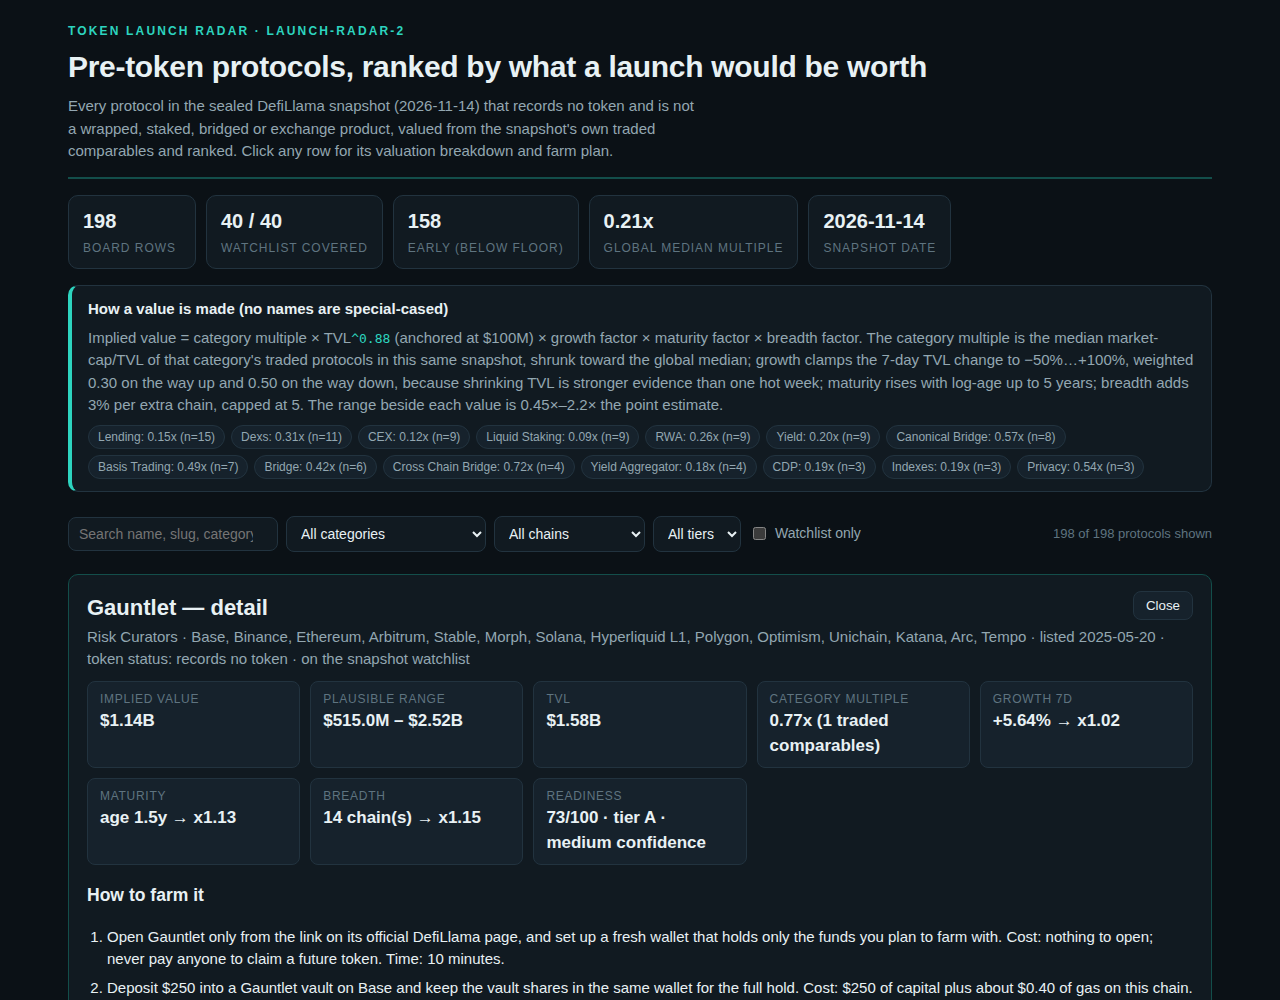 TOKEN LAUNCH RADAR · LAUNCH-RADAR-2
Pre-token protocols, ranked by what a launch would be worth
Every protocol in the sealed DefiLlama snapshot (2026-11-14) that records no token and is not
a wrapped, staked, bridged or exchange product, valued from the snapshot's own traded
comparables and ranked. Click any row for its valuation breakdown and farm plan.
198
BOARD ROWS
40 / 40
WATCHLIST COVERED
158
EARLY (BELOW FLOOR)
0.21x
GLOBAL MEDIAN MULTIPLE
2026-11-14
SNAPSHOT DATE
How a value is made (no names are special-cased)
Implied value = category multiple × TVL^0.88 (anchored at $100M) × growth factor × maturity factor × breadth factor. The category multiple is the median market-
cap/TVL of that category's traded protocols in this same snapshot, shrunk toward the global median; growth clamps the 7-day TVL change to −50%…+100%, weighted
0.30 on the way up and 0.50 on the way down, because shrinking TVL is stronger evidence than one hot week; maturity rises with log-age up to 5 years; breadth adds
3% per extra chain, capped at 5. The range beside each value is 0.45×–2.2× the point estimate.
Lending: 0.15x (n=15) Dexs: 0.31x (n=11) CEX: 0.12x (n=9) Liquid Staking: 0.09x (n=9) RWA: 0.26x (n=9) Yield: 0.20x (n=9) Canonical Bridge: 0.57x (n=8)
Basis Trading: 0.49x (n=7) Bridge: 0.42x (n=6) Cross Chain Bridge: 0.72x (n=4) Yield Aggregator: 0.18x (n=4) CDP: 0.19x (n=3) Indexes: 0.19x (n=3) Privacy: 0.54x (n=3)
Search name, slug, category All categories All chains All tiers Watchlist only 198 of 198 protocols shown
Gauntlet — detail
Close
Risk Curators · Base, Binance, Ethereum, Arbitrum, Stable, Morph, Solana, Hyperliquid L1, Polygon, Optimism, Unichain, Katana, Arc, Tempo · listed 2025-05-20 ·
token status: records no token · on the snapshot watchlist
IMPLIED VALUE
$1.14B
PLAUSIBLE RANGE
$515.0M – $2.52B
TVL
$1.58B
CATEGORY MULTIPLE
0.77x (1 traded
comparables)
GROWTH 7D
+5.64% → x1.02
MATURITY
age 1.5y → x1.13
BREADTH
14 chain(s) → x1.15
READINESS
73/100 · tier A ·
medium confidence
How to farm it
1. Open Gauntlet only from the link on its official DefiLlama page, and set up a fresh wallet that holds only the funds you plan to farm with. Cost: nothing to open;
never pay anyone to claim a future token. Time: 10 minutes.
2. Deposit $250 into a Gauntlet vault on Base and keep the vault shares in the same wallet for the full hold. Cost: $250 of capital plus about $0.40 of gas on this chain.